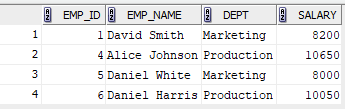 EMP_ID EMP_NAME DEPT SALARY
1 1 David Smith Marketing 8200
2 4 Alice Johnson Production 10650
3 5 Daniel White Marketing 8000
4 6 Daniel Harris Production 10050